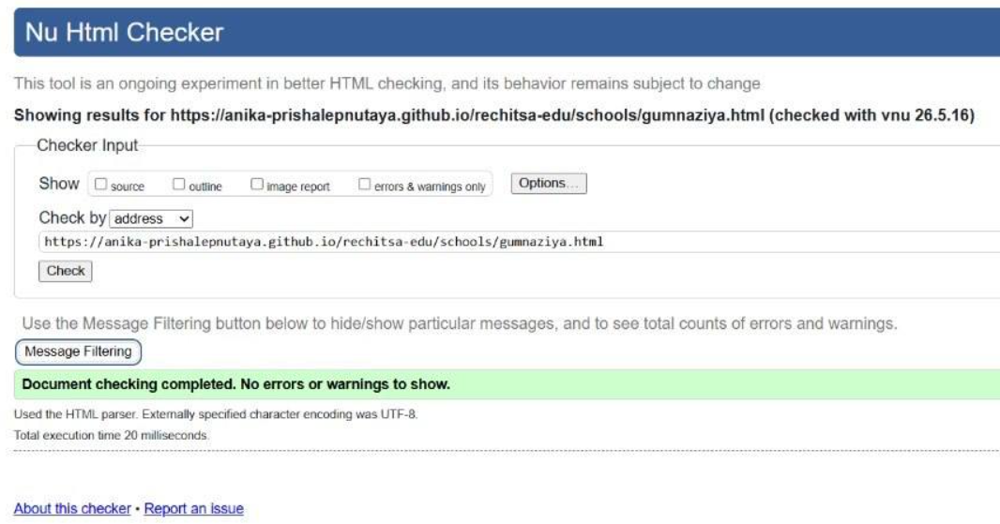 Nu Html Checker
This tool is an ongoing experiment in better HTML checking, and its behavior remains subject to change
Showing results for https://anika-prishalepnutaya.github.io/rechitsa-edu/schools/gumnaziya.html (checked with vnu 26.5.16)
Checker Input
Show source outline image report errors & warnings only Options...
Check by address
https://anika-prishalepnutaya.github.io/rechitsa-edu/schools/gumnaziya.html
Check
Use the Message Filtering button below to hide/show particular messages, and to see total counts of errors and warnings.
Message Filtering
Document checking completed. No errors or warnings to show.
Used the HTML parser. Externally specified character encoding was UTF-8.
Total execution time 20 milliseconds.
About this checker • Report an issue